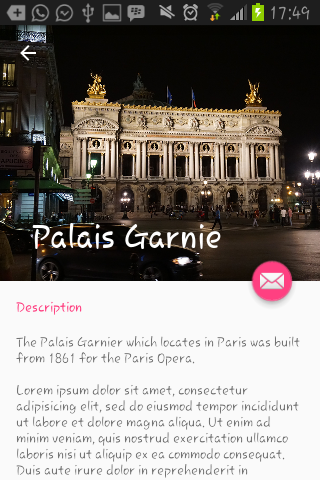 17:49
Palais Garnie
Description
The Palais Garnier which locates in Paris was built
from 1861 for the Paris Opera.
Lorem ipsum dolor sit amet, consectetur
adipisicing elit, sed do eiusmod tempor incididunt
ut labore et dolore magna aliqua. Ut enim ad
minim veniam, quis nostrud exercitation ullamco
laboris nisi ut aliquip ex ea commodo consequat.
Duis aute irure dolor in reprehenderit in